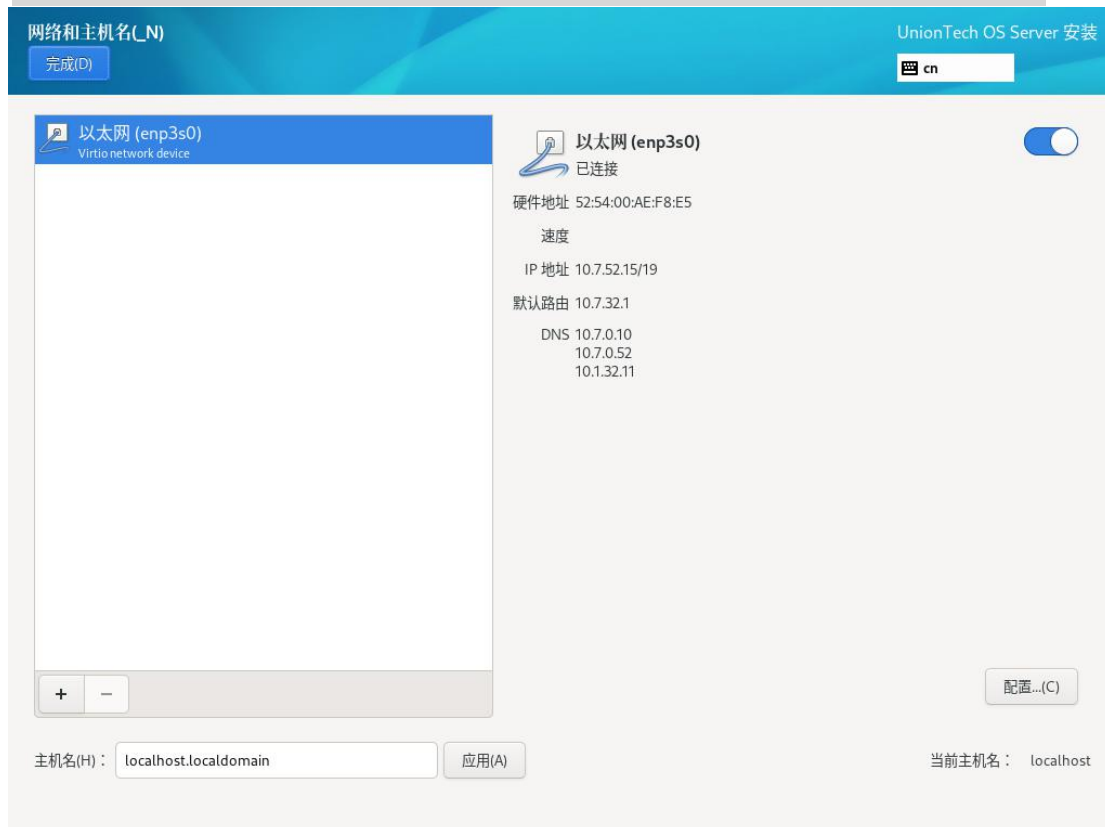 网络和主机名(_N)
完成(D)
UnionTech OS Server 安装
cn
以太网 (enp3s0)
Virtio network device
以太网 (enp3s0)
已连接
硬件地址 52:54:00:AE:F8:E5
速度
IP 地址 10.7.52.15/19
默认路由 10.7.32.1
DNS 10.7.0.10
10.7.0.52
10.1.32.11
+ −
配置...(C)
主机名(H)： localhost.localdomain 应用(A) 当前主机名： localhost